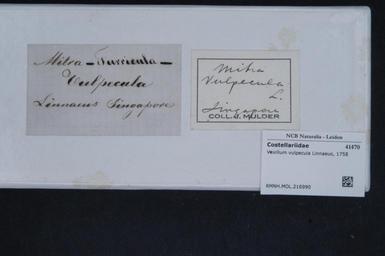 Mitra - Turricula -
Vulpecula
Linnaeus Singapore
Mitra
Vulpecula
L.
Singapore
COLL. J. MULDER
NCB Naturalis - Leiden
Costellariidae 41670
Vexillum vulpecula Linnaeus, 1758
RMNH.MOL.216990